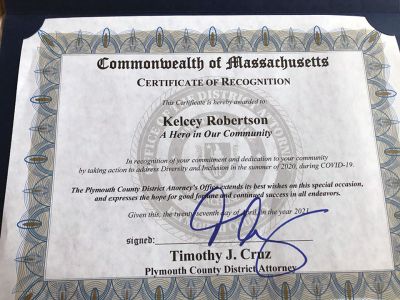 Commonwealth of Massachusetts
CERTIFICATE OF RECOGNITION
This Certificate is hereby awarded to:
Kelcey Robertson
A Hero in Our Community
In recognition of your commitment and dedication to your community
by taking action to address Diversity and Inclusion in the summer of 2020, during COVID-19.
The Plymouth County District Attorney's Office extends its best wishes on this special occasion,
and expresses the hope for good fortune and continued success in all endeavors.
Given this, the twenty seventh day of April, in the year 2021.
signed:
Timothy J. Cruz
Plymouth County District Attorney